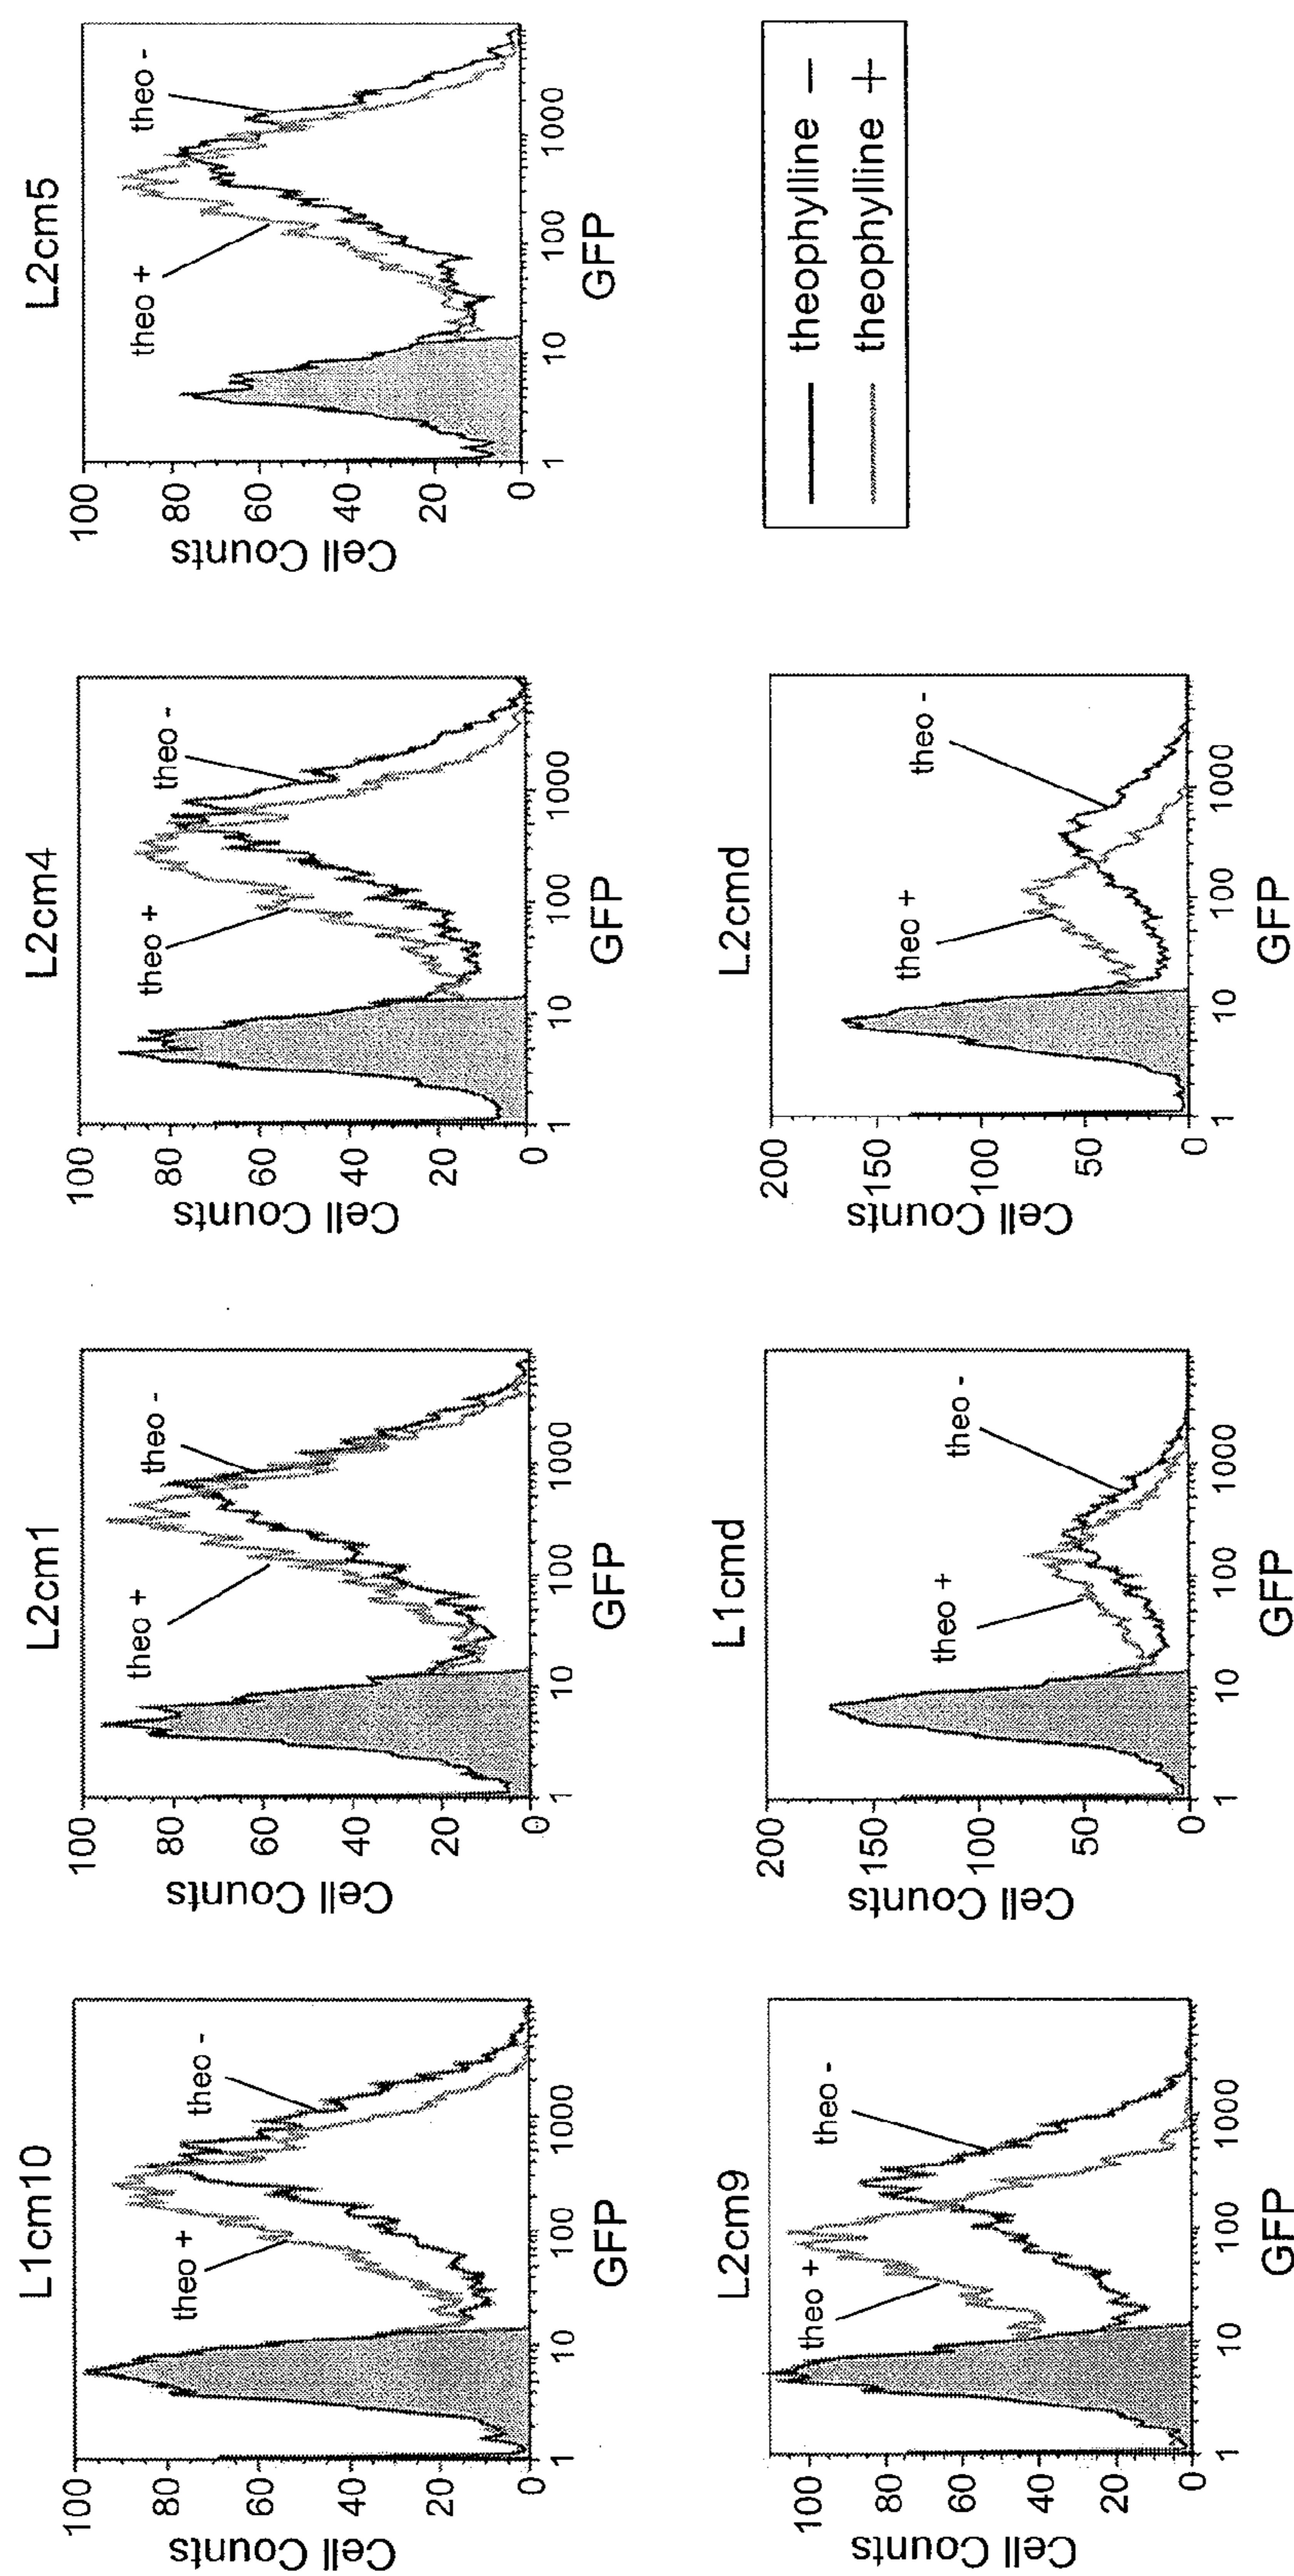 L1cm10
Cell Counts
100
80
60
40
20
0
theo +
theo -
1
10
100
1000
GFP
L2cm1
Cell Counts
100
80
60
40
20
0
theo +
theo -
1
10
100
1000
GFP
L2cm4
Cell Counts
100
80
60
40
20
0
theo +
theo -
1
10
100
1000
GFP
L2cm5
Cell Counts
100
80
60
40
20
0
theo +
theo -
1
10
100
1000
GFP
L2cm9
Cell Counts
100
80
60
40
20
0
theo +
theo -
1
10
100
1000
GFP
L1cmd
Cell Counts
200
150
100
50
0
theo +
theo -
1
10
100
1000
GFP
L2cmd
Cell Counts
200
150
100
50
0
theo +
theo -
1
10
100
1000
GFP
theophylline −
theophylline +